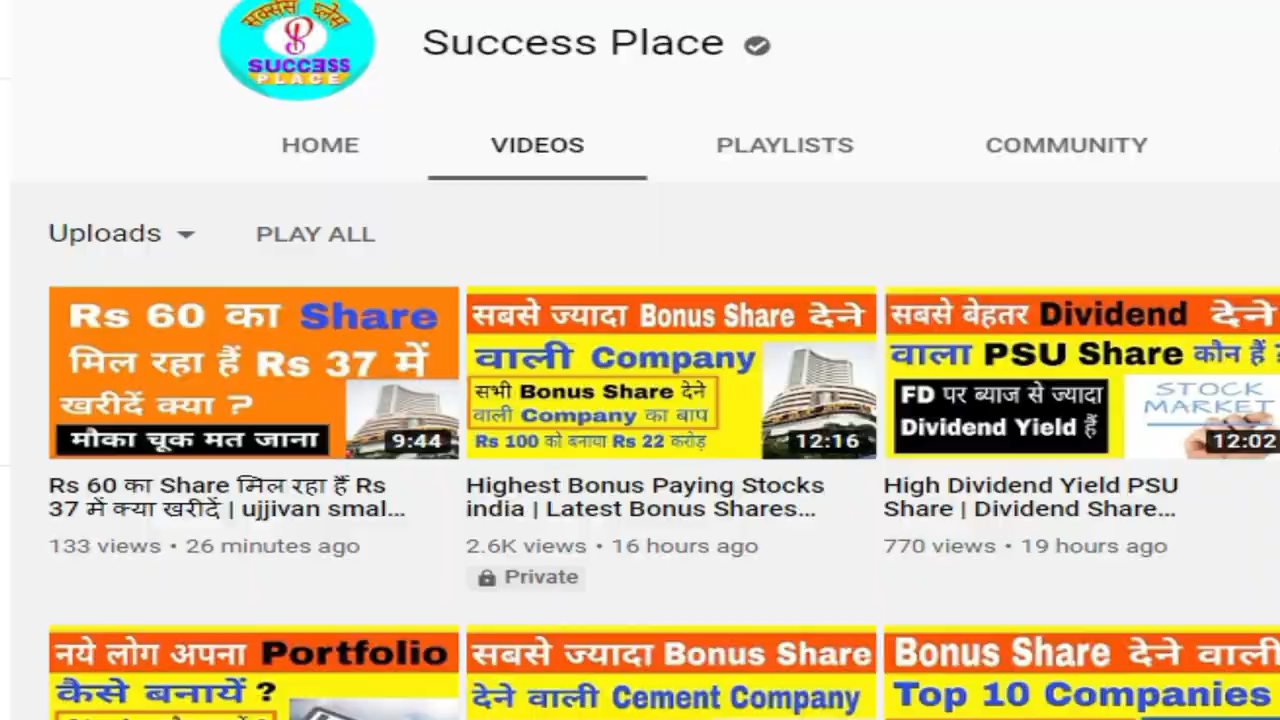 सक्सेस प्लेस
SUCCESS
PLACE
Success Place
HOME VIDEOS PLAYLISTS COMMUNITY
Uploads PLAY ALL
Rs 60 का Share
मिल रहा हैं Rs 37 में
खरीदें क्या ?
मौका चूक मत जाना
9:44
Rs 60 का Share मिल रहा हैं Rs
37 में क्या खरीदें | ujjivan smal...
133 views • 26 minutes ago
सबसे ज्यादा Bonus Share देने
वाली Company
सभी Bonus Share देने
वाली Company का बाप
Rs 100 को बनाया Rs 22 करोड़
12:16
Highest Bonus Paying Stocks
india | Latest Bonus Shares...
2.6K views • 16 hours ago
Private
सबसे बेहतर Dividend देने
वाला PSU Share कौन हैं ?
FD पर ब्याज से ज्यादा
Dividend Yield हैं
STOCK
MARKET
12:02
High Dividend Yield PSU
Share | Dividend Share...
770 views • 19 hours ago
नये लोग अपना Portfolio
कैसे बनायें ?
सबसे ज्यादा Bonus Share
देने वाली Cement Company
Bonus Share देने वाली
Top 10 Companies